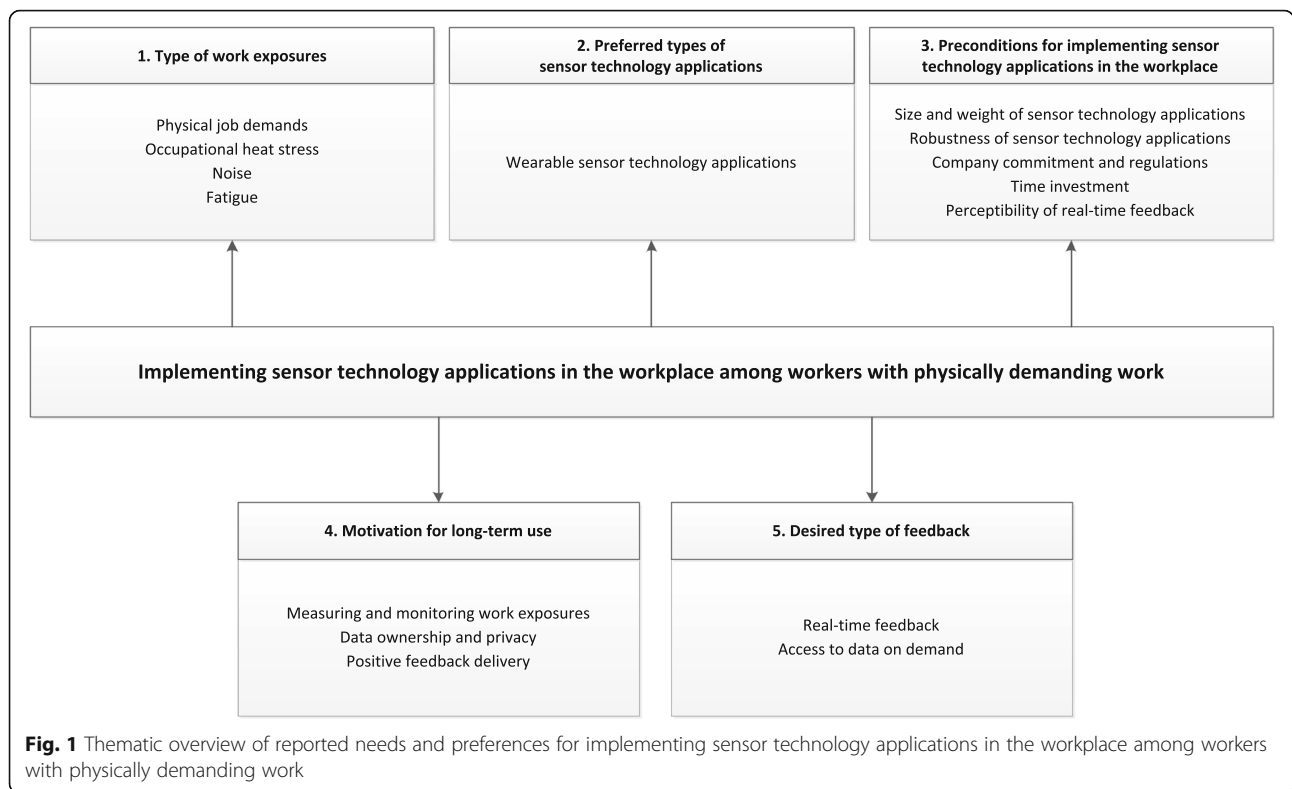 1. Type of work exposures
Physical job demands
Occupational heat stress
Noise
Fatigue
2. Preferred types of
sensor technology applications
Wearable sensor technology applications
3. Preconditions for implementing sensor
technology applications in the workplace
Size and weight of sensor technology applications
Robustness of sensor technology applications
Company commitment and regulations
Time investment
Perceptibility of real-time feedback
Implementing sensor technology applications in the workplace among workers with physically demanding work
4. Motivation for long-term use
Measuring and monitoring work exposures
Data ownership and privacy
Positive feedback delivery
5. Desired type of feedback
Real-time feedback
Access to data on demand
Fig. 1 Thematic overview of reported needs and preferences for implementing sensor technology applications in the workplace among workers
with physically demanding work